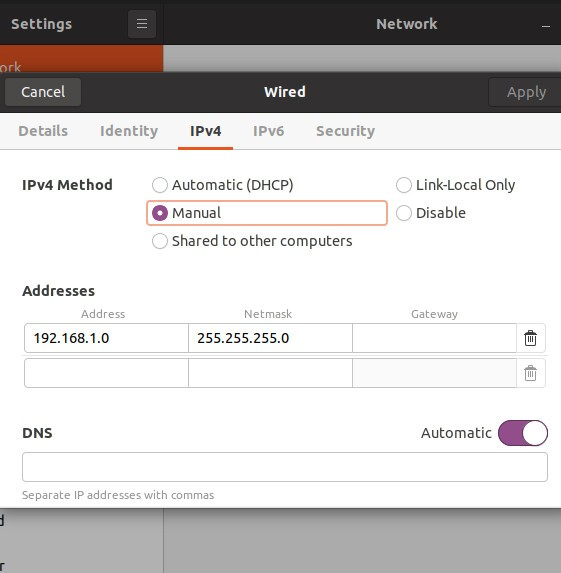 Settings
Network
ork
Cancel
Wired
Apply
Details Identity IPv4 IPv6 Security
IPv4 Method
Automatic (DHCP)
Link-Local Only
Manual
Disable
Shared to other computers
Addresses
Address Netmask Gateway
192.168.1.0 255.255.255.0
DNS
Automatic
Separate IP addresses with commas
d
r